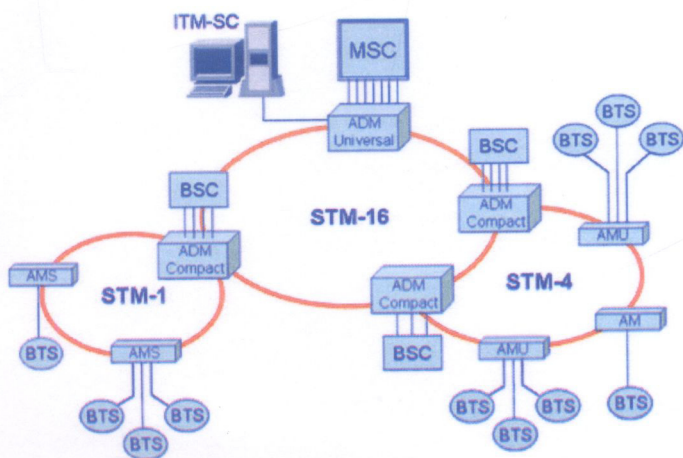 ITM-SC
MSC
ADM
Universal
BTS
BTS
BTS
BSC
BSC
ADM
Compact
STM-16
AMU
ADM
Compact
AMS
STM-1
ADM
Compact
STM-4
AM
BSC
BTS
AMS
AMU
BTS
BTS
BTS
BTS
BTS
BTS
BTS